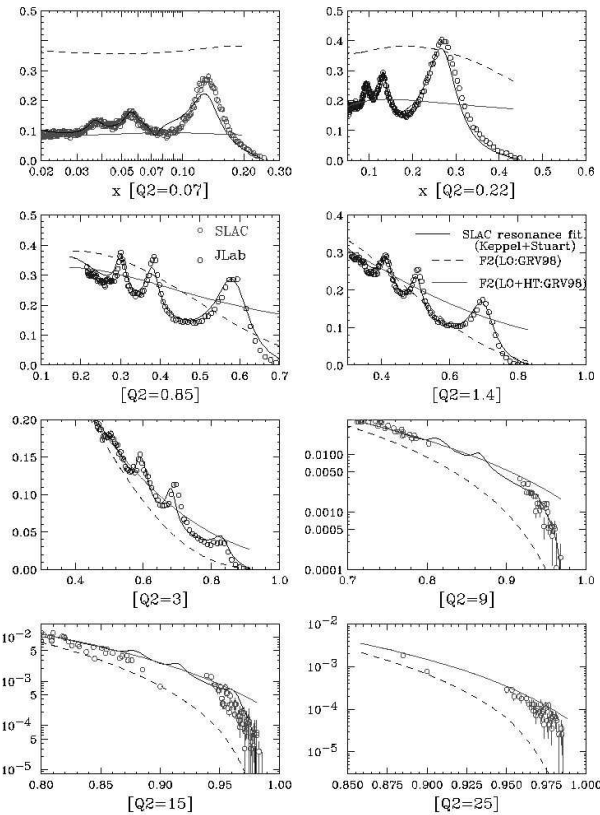 0.5
0.4
0.3
0.2
0.1
0.0
0.02 0.03 0.05 0.07 0.10 0.20 0.30
x [Q2=0.07]
0.5
0.4
0.3
0.2
0.1
0.0
0.1 0.2 0.3 0.4 0.5
x [Q2=0.22]
0.5
0.4
0.3
0.2
0.1
0.0
SLAC
JLab
0.1 0.2 0.3 0.4 0.5 0.6 0.7
[Q2=0.85]
0.4
0.3
0.2
0.1
0.0
SLAC resonance fit
(Keppel+Stuart)
F2(LO:GRV98)
F2(LO+HT:GRV98)
0.4 0.6 0.8 1.0
[Q2=1.4]
0.20
0.15
0.10
0.05
0.00
0.4 0.6 0.8 1.0
[Q2=3]
0.0100
0.0050
0.0010
0.0005
0.0001
0.7 0.8 0.9 1.0
[Q2=9]
10−2
5
10−3
5
10−4
5
10−5
0.80 0.85 0.90 0.95 1.00
[Q2=15]
10−2
10−3
10−4
10−5
0.850 0.875 0.900 0.925 0.950 0.975 1.000
[Q2=25]